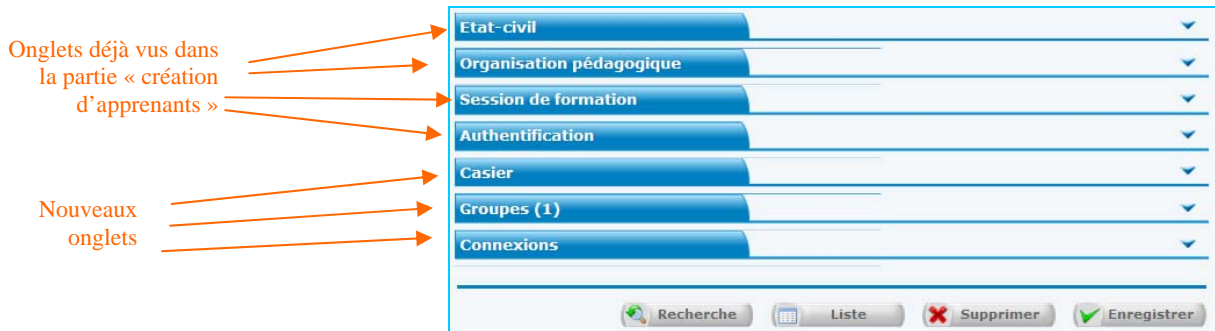 Onglets déjà vus dans
la partie « création
d'apprenants »
Nouveaux
onglets
Etat-civil
Organisation pédagogique
Session de formation
Authentification
Casier
Groupes (1)
Connexions
Recherche
Liste
Supprimer
Enregistrer